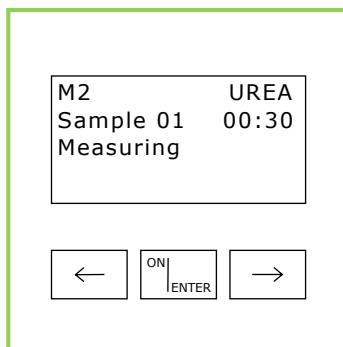 M2 UREA
Sample 01 00:30
Measuring
← ON ENTER →